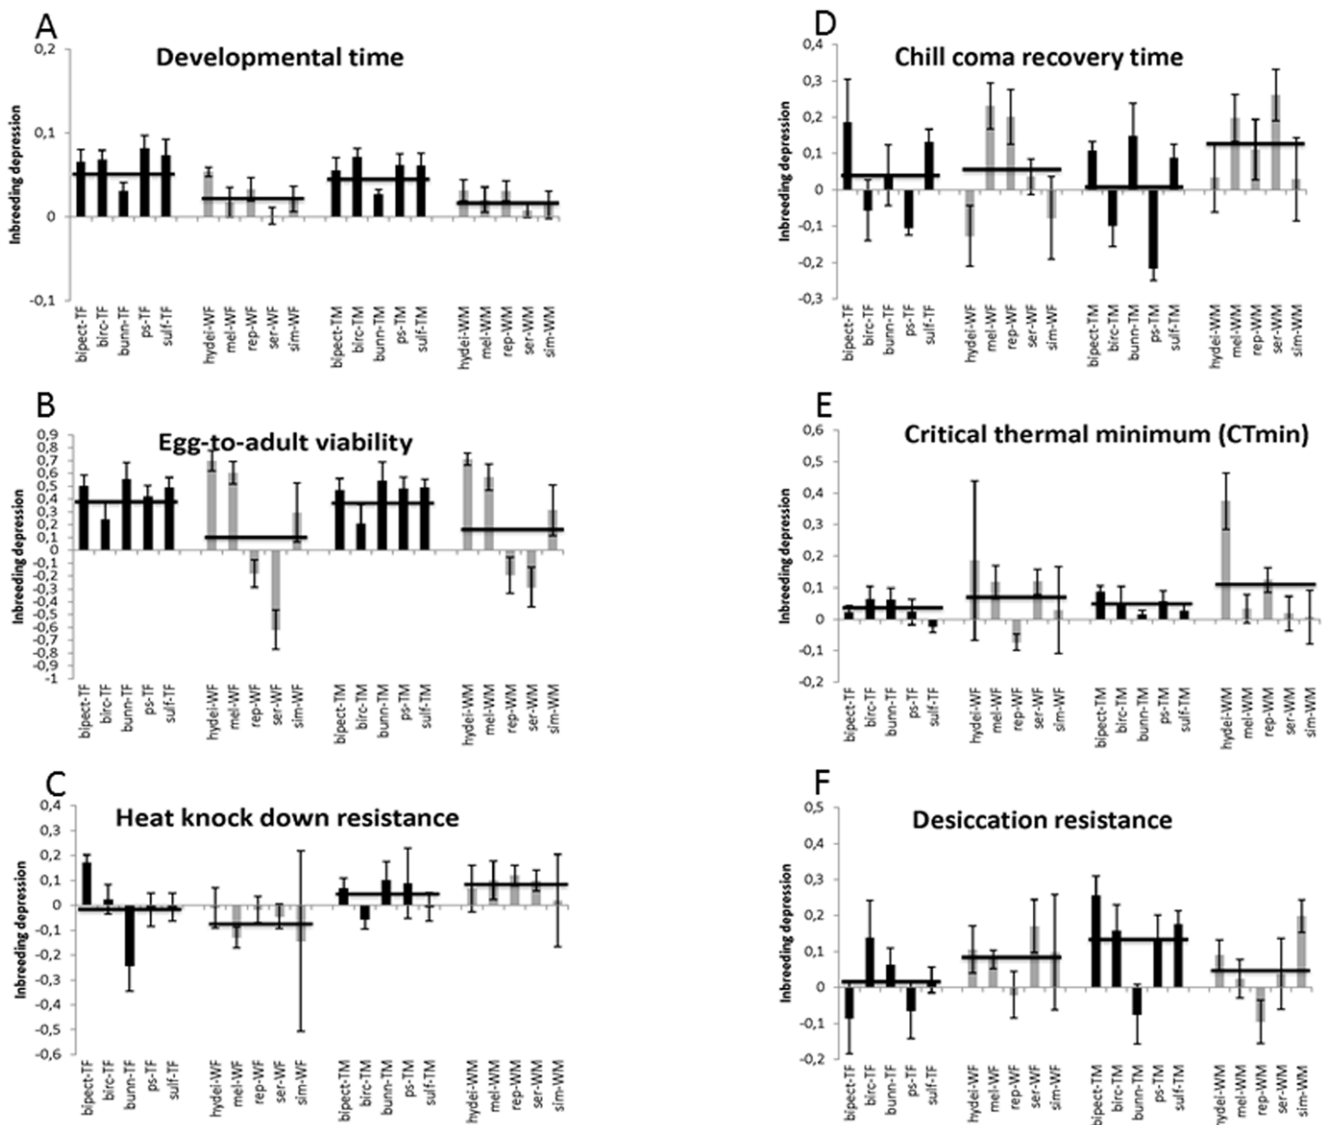 A
Developmental time
Inbreeding depression
0,2
0,1
0
-0,1
bipect-TF
birc-TF
bunn-TF
ps-TF
sulf-TF
hydei-WF
mel-WF
rep-WF
ser-WF
sim-WF
bipect-TM
birc-TM
bunn-TM
ps-TM
sulf-TM
hydei-WM
mel-WM
rep-WM
ser-WM
sim-WM
B
Egg-to-adult viability
Inbreeding depression
0,9
0,8
0,7
0,6
0,5
0,4
0,3
0,2
0,1
0
-0,1
-0,2
-0,3
-0,4
-0,5
-0,6
-0,7
-0,8
-0,9
-1
bipect-TF
birc-TF
bunn-TF
ps-TF
sulf-TF
hydei-WF
mel-WF
rep-WF
ser-WF
sim-WF
bipect-TM
birc-TM
bunn-TM
ps-TM
sulf-TM
hydei-WM
mel-WM
rep-WM
ser-WM
sim-WM
C
Heat knock down resistance
Inbreeding depression
0,4
0,3
0,2
0,1
0
-0,1
-0,2
-0,3
-0,4
-0,5
-0,6
bipect-TF
birc-TF
bunn-TF
ps-TF
sulf-TF
hydei-WF
mel-WF
rep-WF
ser-WF
sim-WF
bipect-TM
birc-TM
bunn-TM
ps-TM
sulf-TM
hydei-WM
mel-WM
rep-WM
ser-WM
sim-WM
D
Chill coma recovery time
Inbreeding depression
0,4
0,3
0,2
0,1
0
-0,1
-0,2
-0,3
bipect-TF
birc-TF
bunn-TF
ps-TF
sulf-TF
hydei-WF
mel-WF
rep-WF
ser-WF
sim-WF
bipect-TM
birc-TM
bunn-TM
ps-TM
sulf-TM
hydei-WM
mel-WM
rep-WM
ser-WM
sim-WM
E
Critical thermal minimum (CTmin)
Inbreeding depression
0,6
0,5
0,4
0,3
0,2
0,1
0
-0,1
-0,2
bipect-TF
birc-TF
bunn-TF
ps-TF
sulf-TF
hydei-WF
mel-WF
rep-WF
ser-WF
sim-WF
bipect-TM
birc-TM
bunn-TM
ps-TM
sulf-TM
hydei-WM
mel-WM
rep-WM
ser-WM
sim-WM
F
Desiccation resistance
Inbreeding depression
0,5
0,4
0,3
0,2
0,1
0
-0,1
-0,2
bipect-TF
birc-TF
bunn-TF
ps-TF
sulf-TF
hydei-WF
mel-WF
rep-WF
ser-WF
sim-WF
bipect-TM
birc-TM
bunn-TM
ps-TM
sulf-TM
hydei-WM
mel-WM
rep-WM
ser-WM
sim-WM